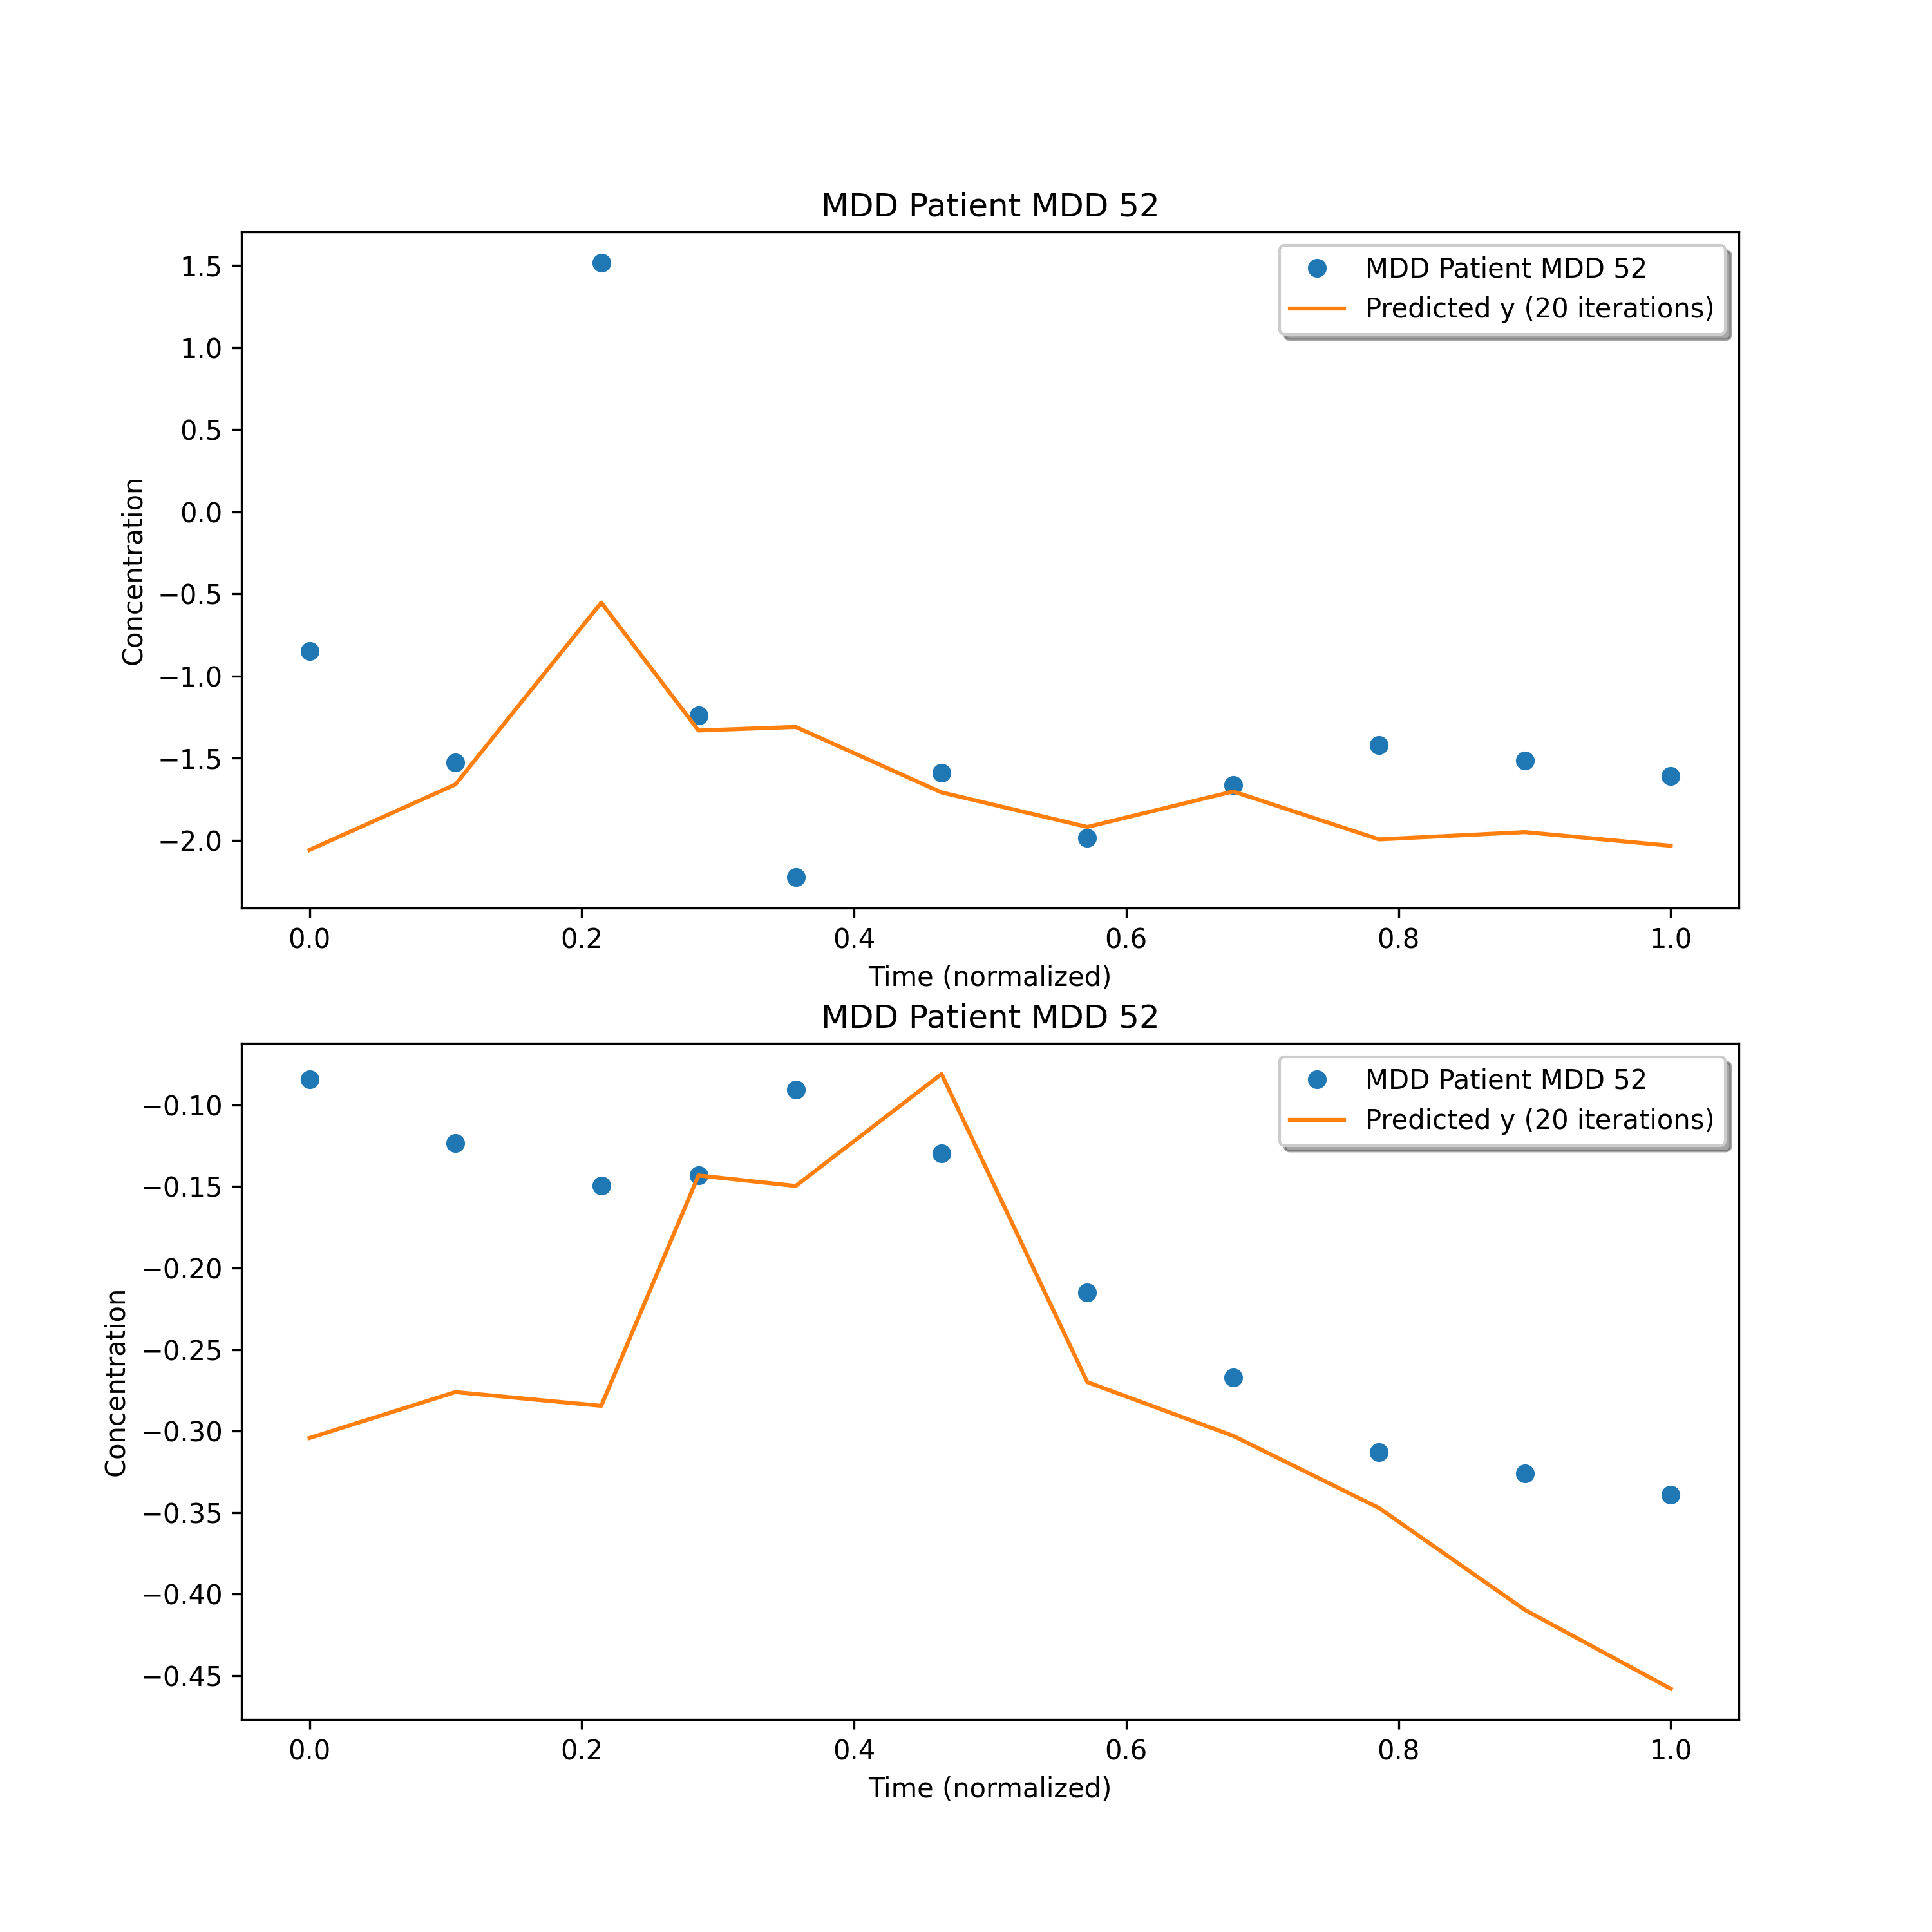 MDD Patient MDD 52
MDD Patient MDD 52
Predicted y (20 iterations)
Concentration
1.5
1.0
0.5
0.0
−0.5
−1.0
−1.5
−2.0
0.0 0.2 0.4 0.6 0.8 1.0
Time (normalized)
MDD Patient MDD 52
MDD Patient MDD 52
Predicted y (20 iterations)
Concentration
−0.10
−0.15
−0.20
−0.25
−0.30
−0.35
−0.40
−0.45
0.0 0.2 0.4 0.6 0.8 1.0
Time (normalized)